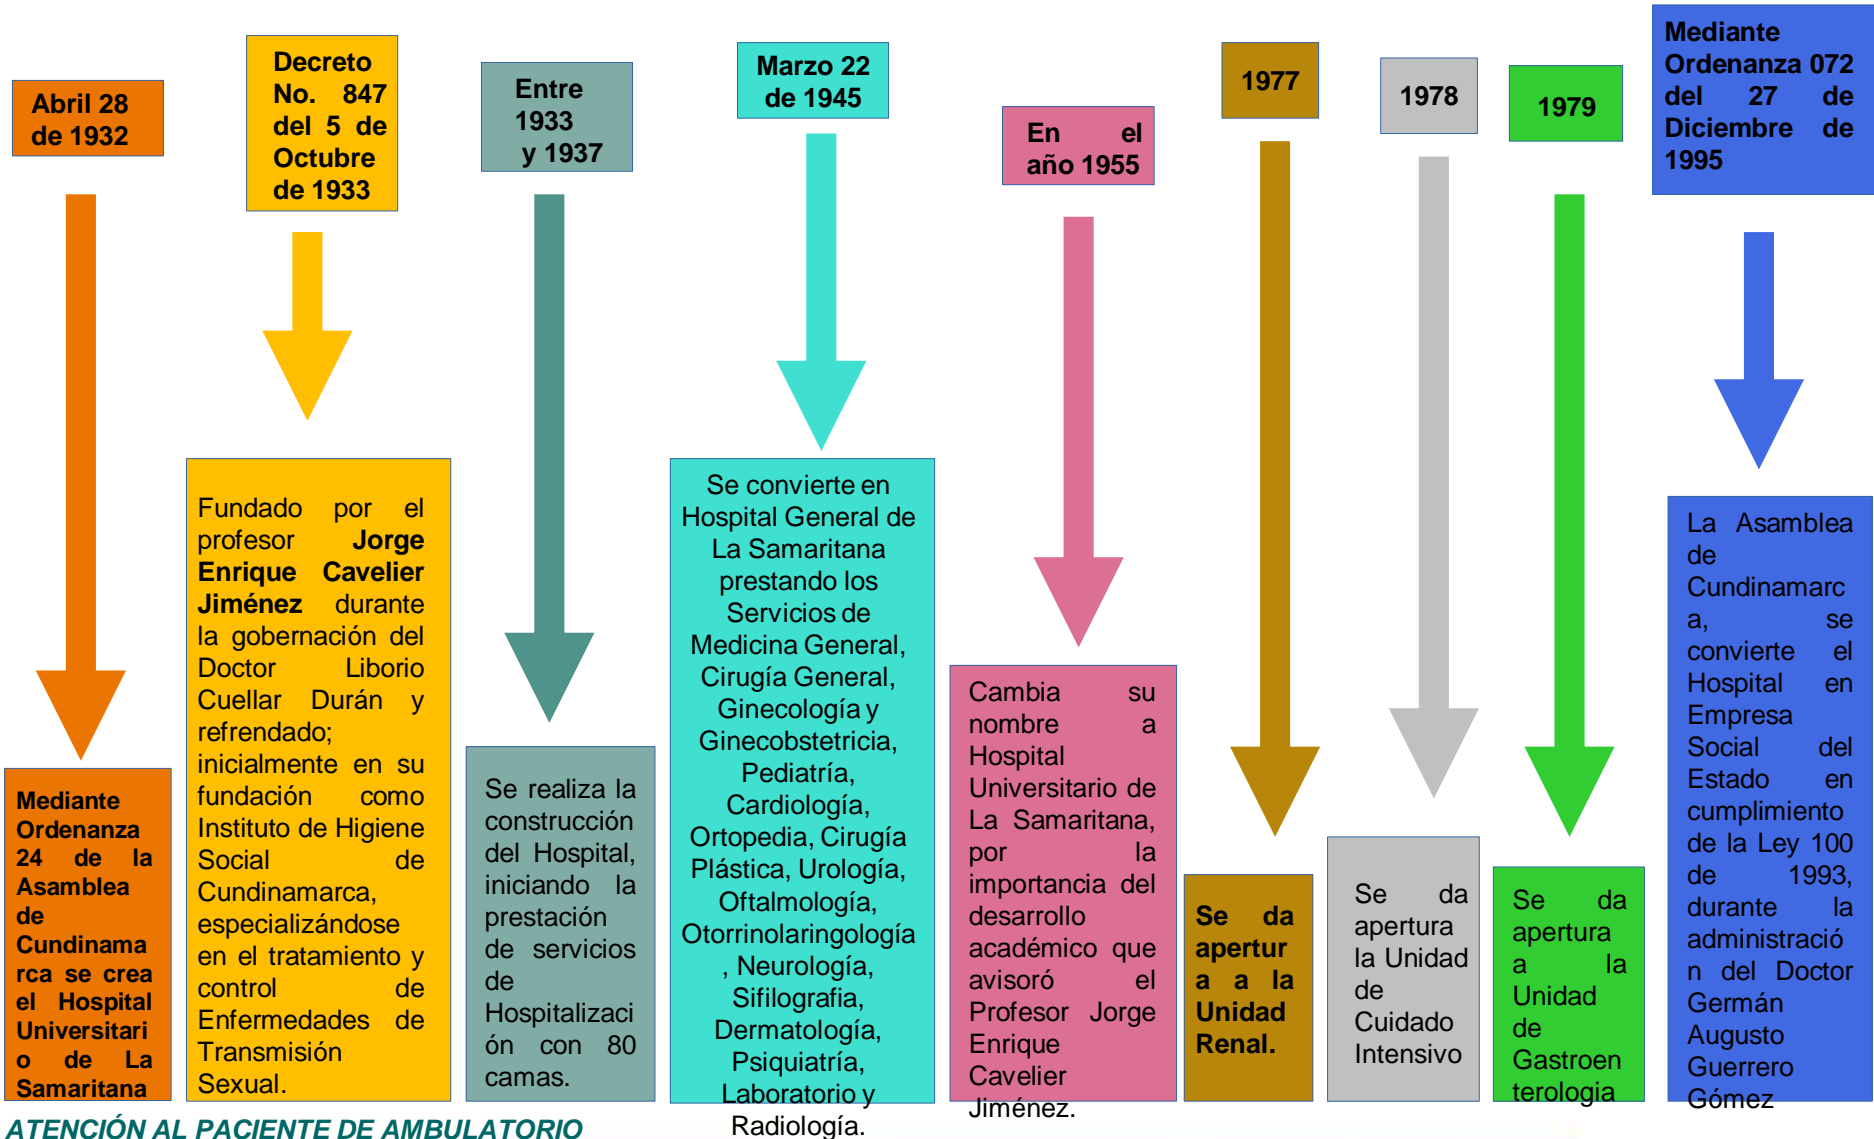 Abril 28
de 1932
Mediante
Ordenanza
24 de la
Asamblea
de
Cundinama
rca se crea
el Hospital
Universitari
o de La
Samaritana
Decreto
No. 847
del 5 de
Octubre
de 1933
Fundado por el
profesor Jorge
Enrique Cavelier
Jiménez durante
la gobernación del
Doctor Liborio
Cuellar Durán y
refrendado;
inicialmente en su
fundación como
Instituto de Higiene
Social de
Cundinamarca,
especializándose
en el tratamiento y
control de
Enfermedades de
Transmisión
Sexual.
Entre
1933
y 1937
Se realiza la
construcción
del Hospital,
iniciando la
prestación
de servicios
de
Hospitalizaci
ón con 80
camas.
Marzo 22
de 1945
Se convierte en
Hospital General de
La Samaritana
prestando los
Servicios de
Medicina General,
Cirugía General,
Ginecología y
Ginecobstetricia,
Pediatría,
Cardiología,
Ortopedia, Cirugía
Plástica, Urología,
Oftalmología,
Otorrinolaringología
, Neurología,
Sifilografia,
Dermatología,
Psiquiatría,
Laboratorio y
Radiología.
En el
año 1955
Cambia su
nombre a
Hospital
Universitario de
La Samaritana,
por la
importancia del
desarrollo
académico que
avisoró el
Profesor Jorge
Enrique
Cavelier
Jiménez.
1977
Se da
apertur
a a la
Unidad
Renal.
1978
Se da
apertura
la Unidad
de
Cuidado
Intensivo
1979
Se da
apertura
a la
Unidad
de
Gastroen
terologia
Mediante
Ordenanza 072
del 27 de
Diciembre de
1995
La Asamblea
de
Cundinamarc
a, se
convierte el
Hospital en
Empresa
Social del
Estado en
cumplimiento
de la Ley 100
de 1993,
durante la
administració
n del Doctor
Germán
Augusto
Guerrero
Gómez
ATENCIÓN AL PACIENTE DE AMBULATORIO